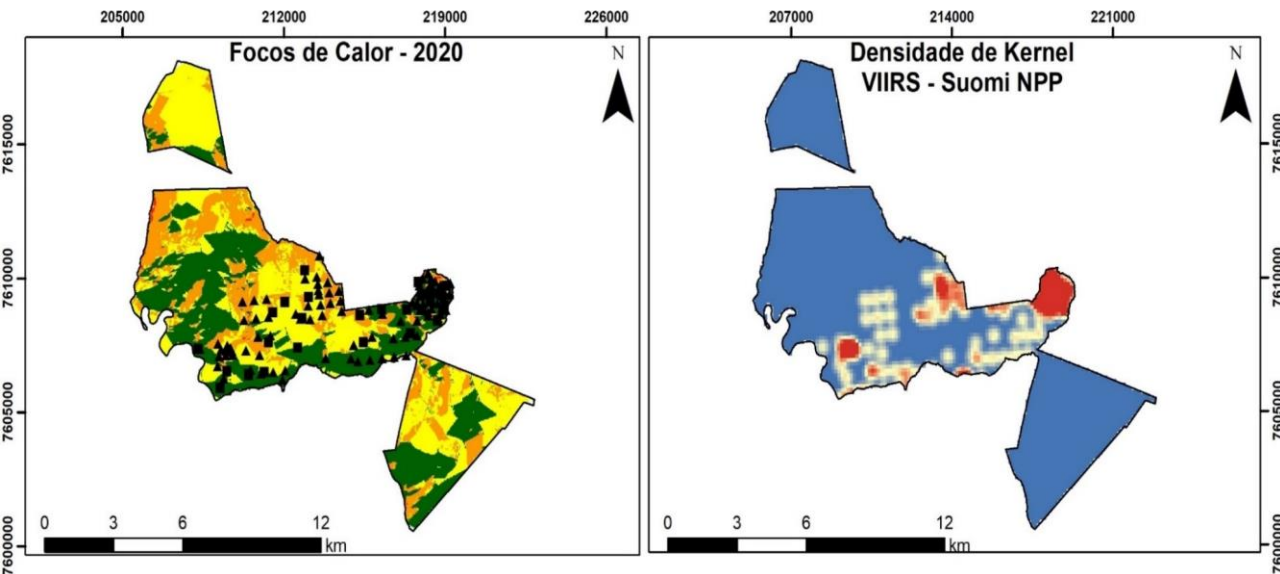 205000 212000 219000 226000
Focos de Calor - 2020
N
7615000
7610000
7605000
7600000
0 3 6 12
km
207000 214000 221000
Densidade de Kernel
VIIRS - Suomi NPP
N
7615000
7610000
7605000
7600000
0 3 6 12
km